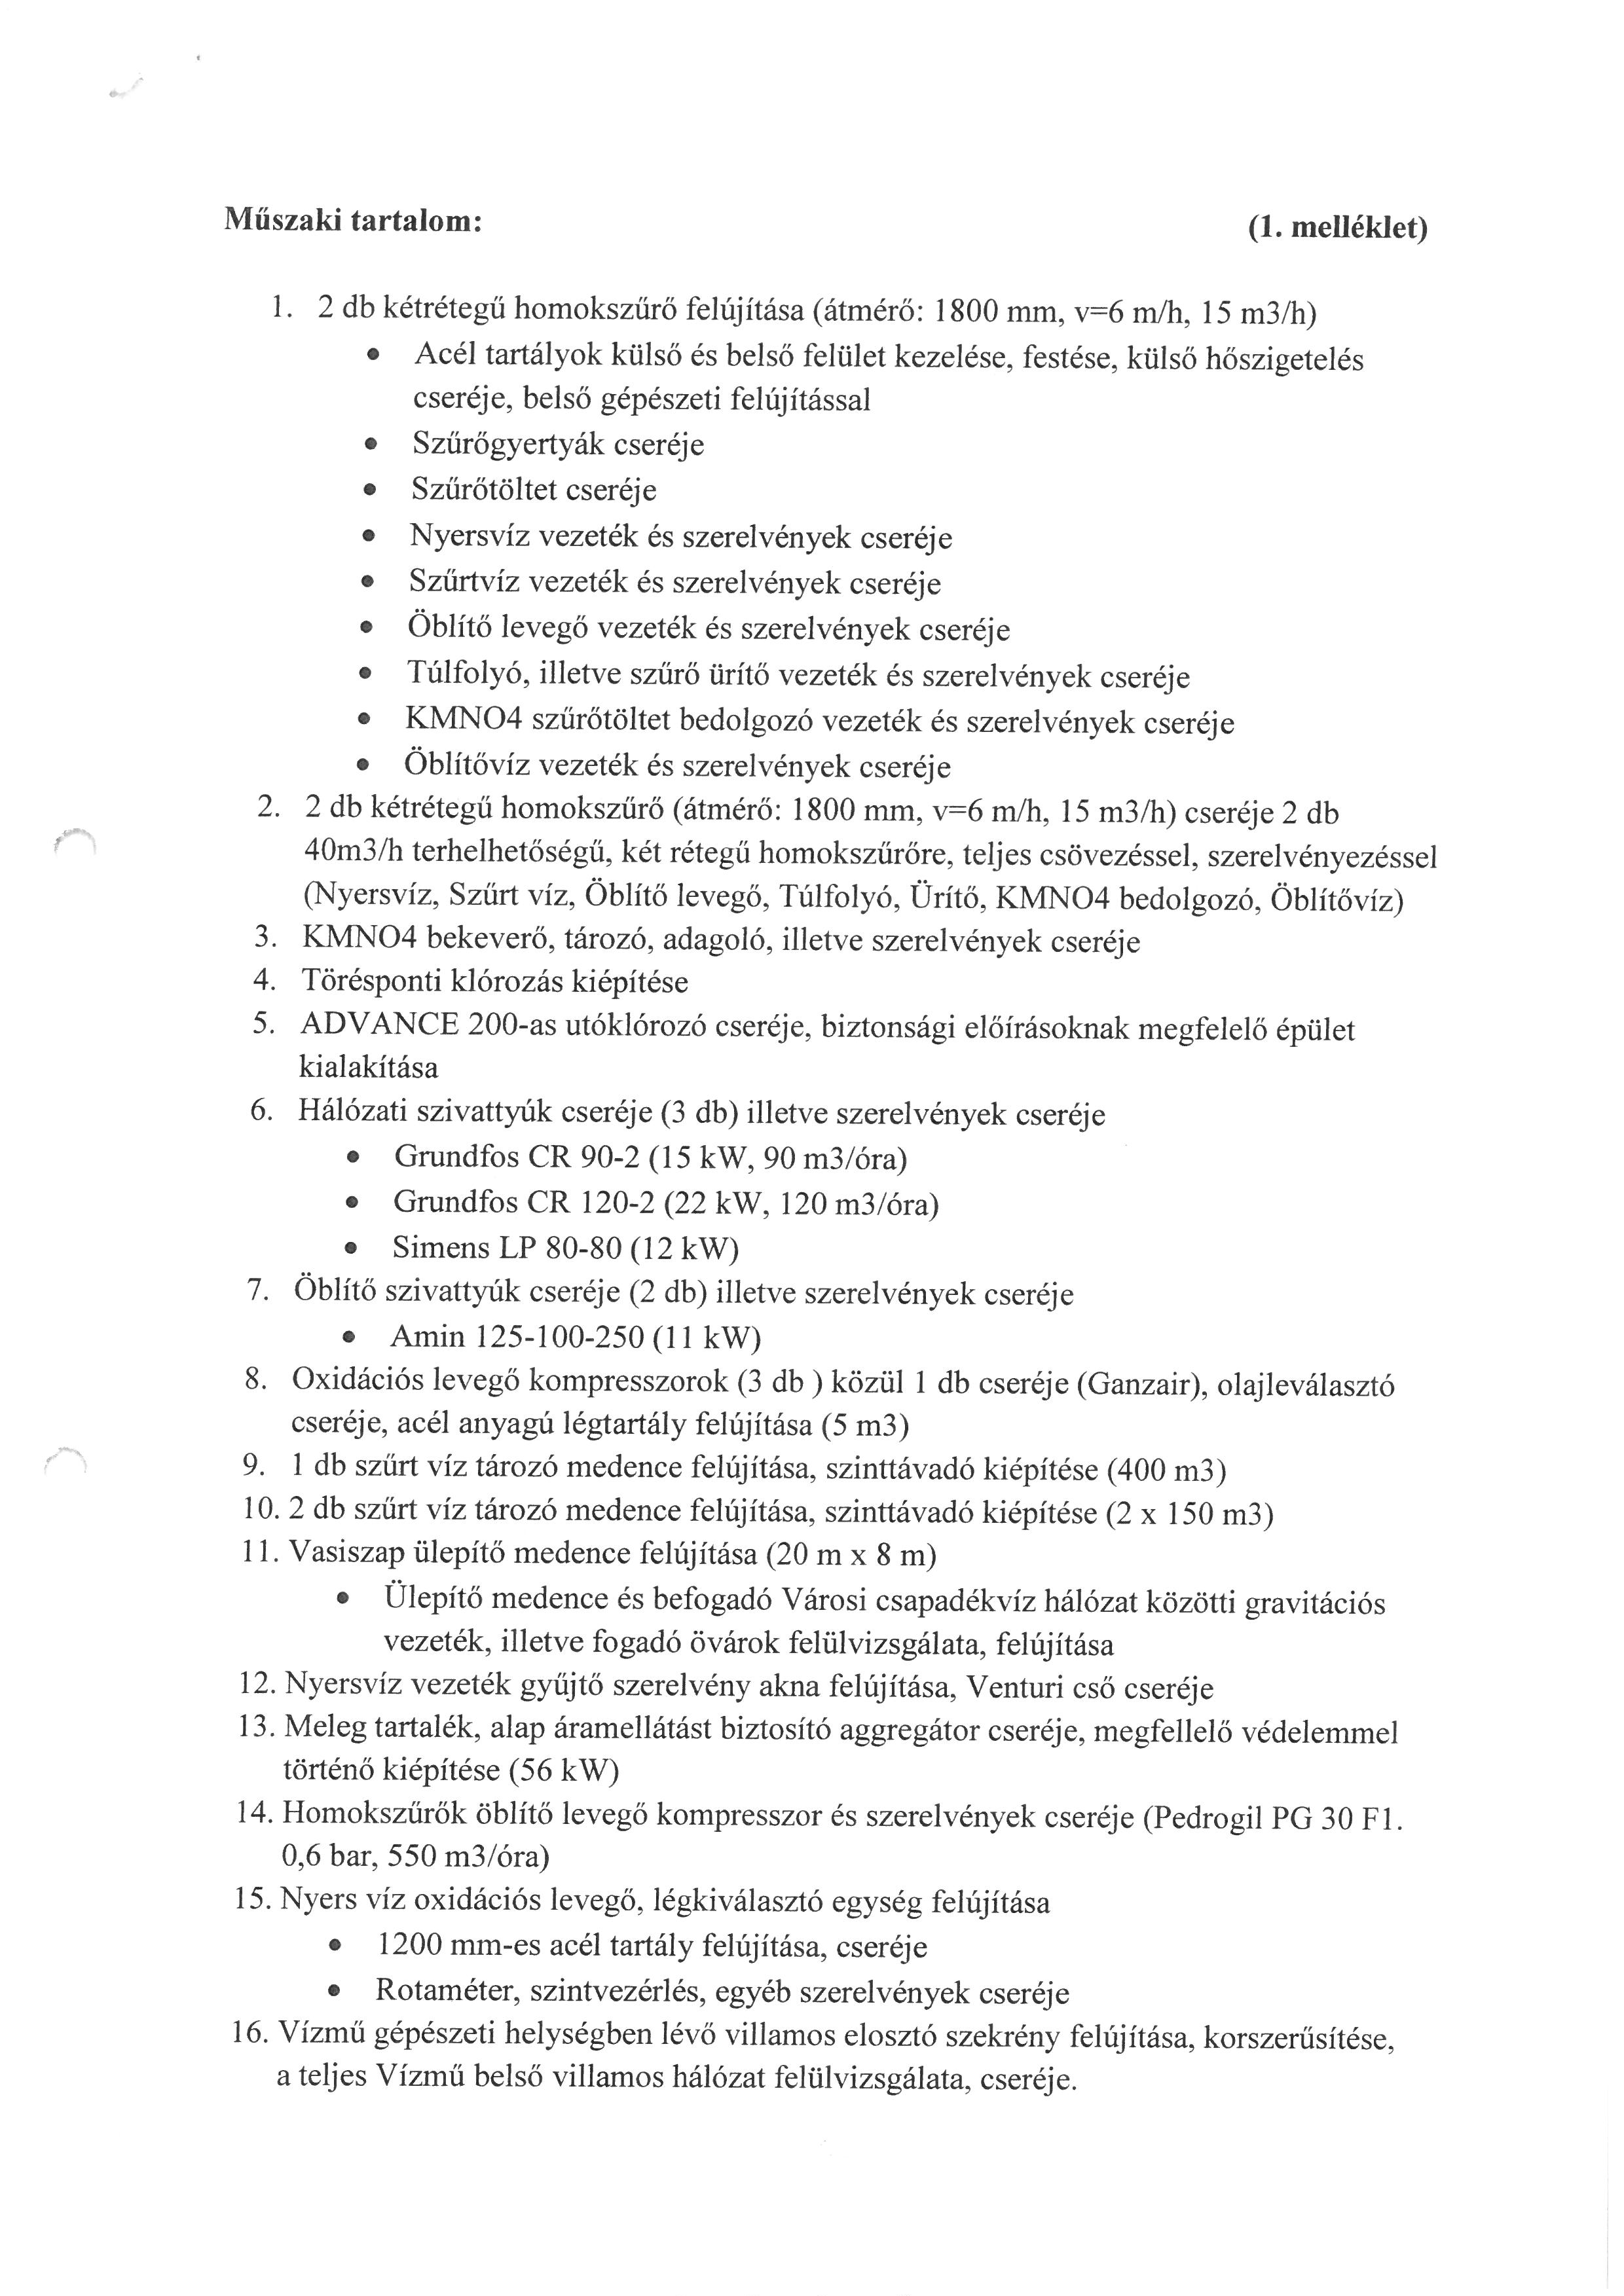 Műszaki tartalom: (1. melléklet)
1. 2 db kétrétegű homokszűrő felújítása (átmérő: 1800 mm, v=6 m/h, 15 m3/h)
• Acél tartályok külső és belső felület kezelése, festése, külső hőszigetelés
cseréje, belső gépészeti felújítással
• Szűrőgyertyák cseréje
• Szűrőtöltet cseréje
• Nyersvíz vezeték és szerelvények cseréje
• Szűrtvíz vezeték és szerelvények cseréje
• Öblítő levegő vezeték és szerelvények cseréje
• Túlfolyó, illetve szűrő ürítő vezeték és szerelvények cseréje
• KMNO4 szűrőtöltet bedolgozó vezeték és szerelvények cseréje
• Öblítővíz vezeték és szerelvények cseréje
2. 2 db kétrétegű homokszűrő (átmérő: 1800 mm, v=6 m/h, 15 m3/h) cseréje 2 db
40m3/h terhelhetőségű, két rétegű homokszűrőre, teljes csövezéssel, szerelvényezéssel
(Nyersvíz, Szűrt víz, Öblítő levegő, Túlfolyó, Ürítő, KMNO4 bedolgozó, Öblítővíz)
3. KMNO4 bekeverő, tározó, adagoló, illetve szerelvények cseréje
4. Törésponti klórozás kiépítése
5. ADVANCE 200-as utóklórozó cseréje, biztonsági előírásoknak megfelelő épület
kialakítása
6. Hálózati szivattyúk cseréje (3 db) illetve szerelvények cseréje
• Grundfos CR 90-2 (15 kW, 90 m3/óra)
• Grundfos CR 120-2 (22 kW, 120 m3/óra)
• Simens LP 80-80 (12 kW)
7. Öblítő szivattyúk cseréje (2 db) illetve szerelvények cseréje
• Amin 125-100-250 (11 kW)
8. Oxidációs levegő kompresszorok (3 db ) közül 1 db cseréje (Ganzair), olajleválasztó
cseréje, acél anyagú légtartály felújítása (5 m3)
9. 1 db szűrt víz tározó medence felújítása, szinttávadó kiépítése (400 m3)
10. 2 db szűrt víz tározó medence felújítása, szinttávadó kiépítése (2 x 150 m3)
11. Vasiszap ülepítő medence felújítása (20 m x 8 m)
• Ülepítő medence és befogadó Városi csapadékvíz hálózat közötti gravitációs
vezeték, illetve fogadó övárok felülvizsgálata, felújítása
12. Nyersvíz vezeték gyűjtő szerelvény akna felújítása, Venturi cső cseréje
13. Meleg tartalék, alap áramellátást biztosító aggregátor cseréje, megfellelő védelemmel
történő kiépítése (56 kW)
14. Homokszűrők öblítő levegő kompresszor és szerelvények cseréje (Pedrogil PG 30 F1.
0,6 bar, 550 m3/óra)
15. Nyers víz oxidációs levegő, légkiválasztó egység felújítása
• 1200 mm-es acél tartály felújítása, cseréje
• Rotaméter, szintvezérlés, egyéb szerelvények cseréje
16. Vízmű gépészeti helységben lévő villamos elosztó szekrény felújítása, korszerűsítése,
a teljes Vízmű belső villamos hálózat felülvizsgálata, cseréje.